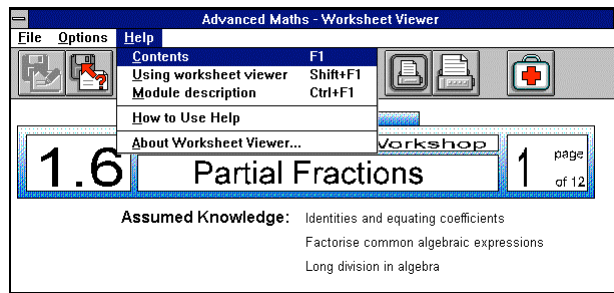 Advanced Maths - Worksheet Viewer
File Options Help
Contents F1
Using worksheet viewer Shift+F1
Module description Ctrl+F1
How to Use Help
About Worksheet Viewer...
Workshop
1.6 Partial Fractions 1 page of 12
Assumed Knowledge: Identities and equating coefficients
Factorise common algebraic expressions
Long division in algebra